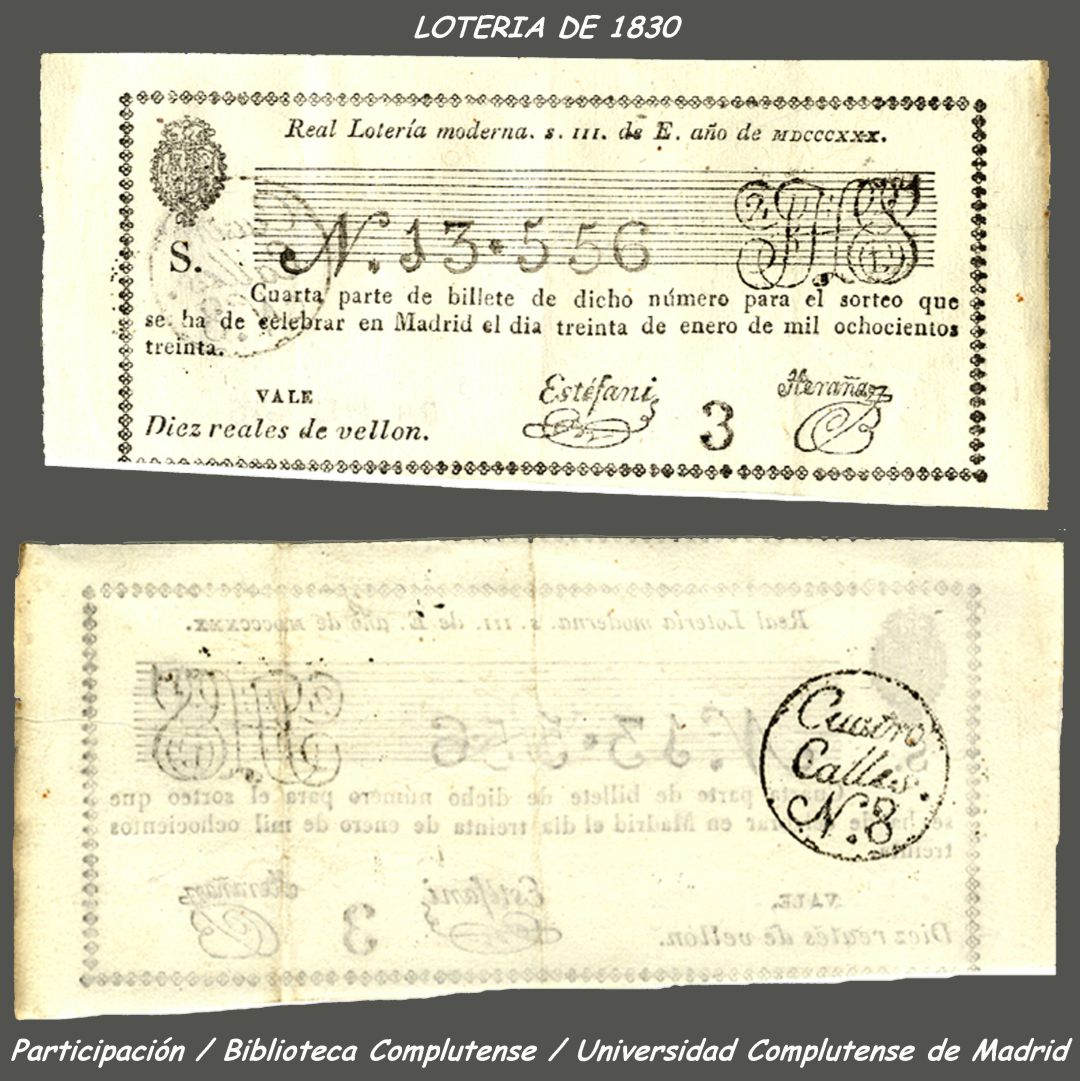 LOTERIA DE 1830
Real Lotería moderna. s. III. de E. año de MDCCCXXX.
S. N. 13.556
Cuarta parte de billete de dicho número para el sorteo que
se ha de celebrar en Madrid el dia treinta de enero de mil ochocientos
treinta.
VALE
Diez reales de vellon.
Estéfani
3
Cuatro
Calles.
N. 8
Participación / Biblioteca Complutense / Universidad Complutense de Madrid